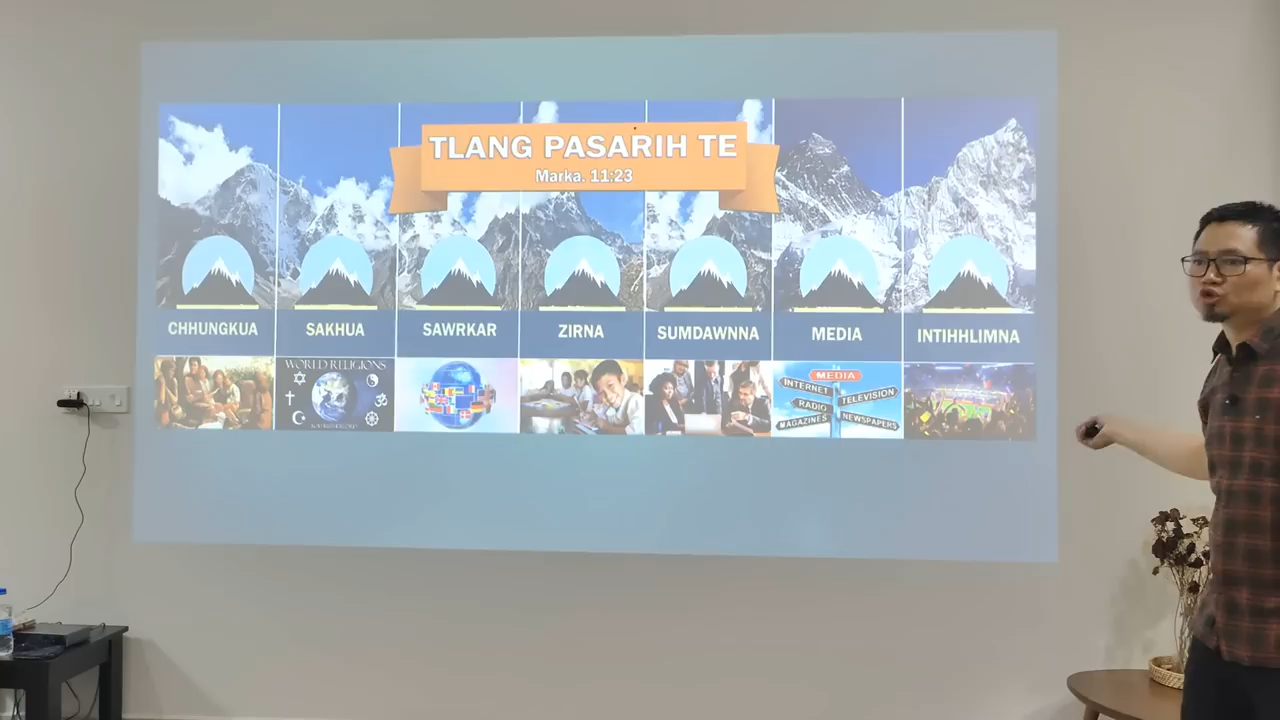 TLANG PASARIH TE
Marka. 11:23
CHHUNGKUA
SAKHUA
SAWRKAR
ZIRNA
SUMDAWNNA
MEDIA
INTIHHLIMNA
WORLD RELIGIONS
MEDIA
INTERNET
TELEVISION
RADIO
MAGAZINES
NEWSPAPERS